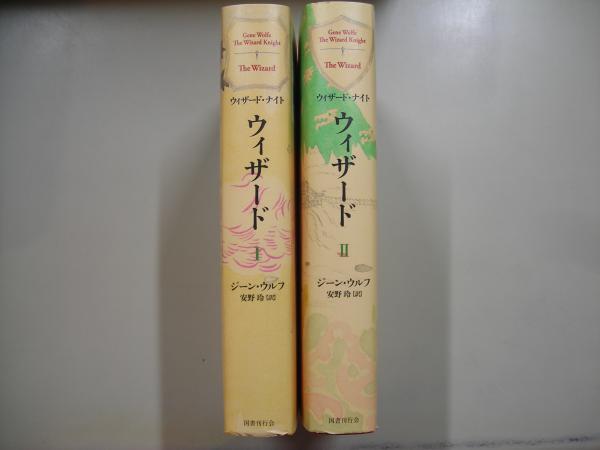 Gene Wolfe
The Wizard Knight
The Wizard
ウィザード・ナイト
ウィザード
I
ジーン・ウルフ
安野玲[訳]
国書刊行会
Gene Wolfe
The Wizard Knight
The Wizard
ウィザード・ナイト
ウィザード
II
ジーン・ウルフ
安野玲[訳]
国書刊行会